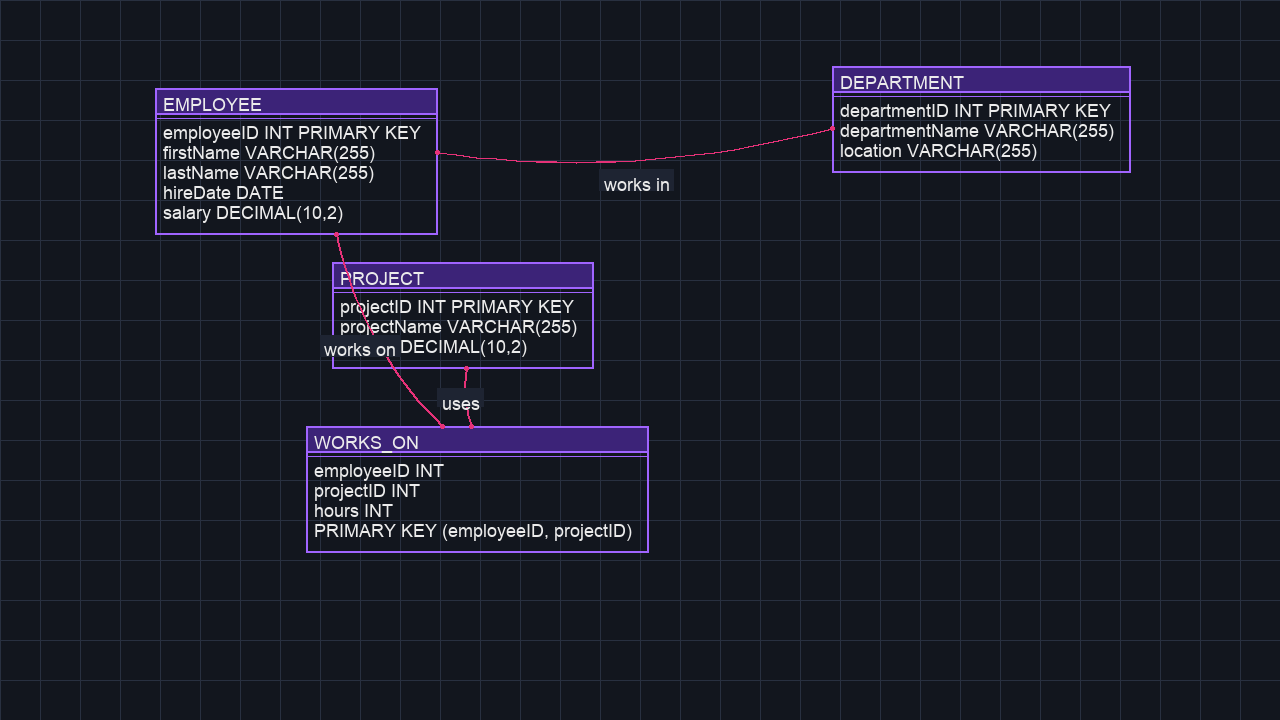 EMPLOYEE
employeeID INT PRIMARY KEY
firstName VARCHAR(255)
lastName VARCHAR(255)
hireDate DATE
salary DECIMAL(10,2)
DEPARTMENT
departmentID INT PRIMARY KEY
departmentName VARCHAR(255)
location VARCHAR(255)
works in
PROJECT
projectID INT PRIMARY KEY
projectName VARCHAR(255)
DECIMAL(10,2)
works on
uses
WORKS_ON
employeeID INT
projectID INT
hours INT
PRIMARY KEY (employeeID, projectID)